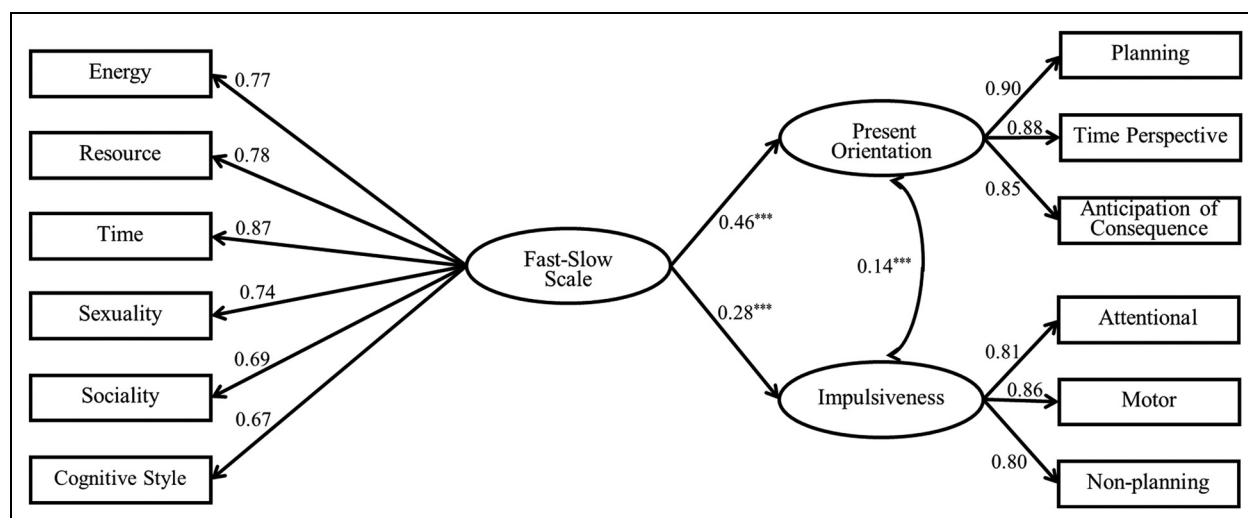 Energy
0.77
Resource
0.78
Time
0.87
Sexuality
0.74
Sociality
0.69
Cognitive Style
0.67
Fast-Slow
Scale
0.46***
0.28***
Present
Orientation
0.14***
Impulsiveness
0.90
Planning
0.88
Time Perspective
0.85
Anticipation of
Consequence
0.81
Attentional
0.86
Motor
0.80
Non-planning